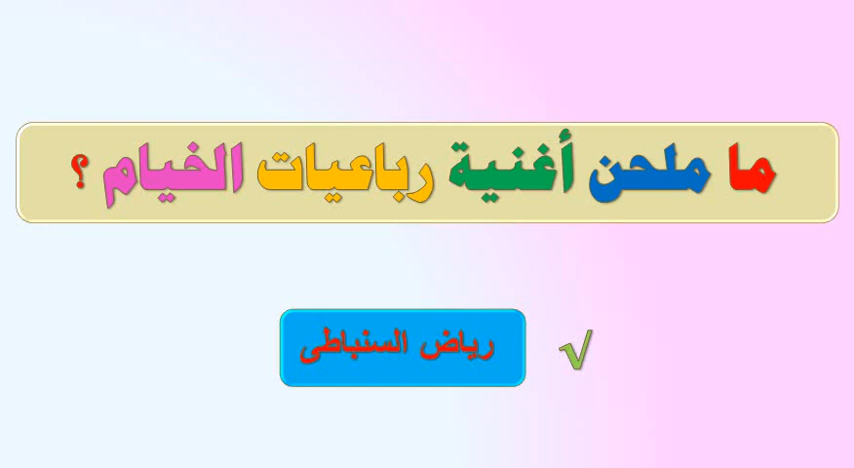 ما ملحن أغنية رباعيات الخيام ؟
√ رياض السنباطى